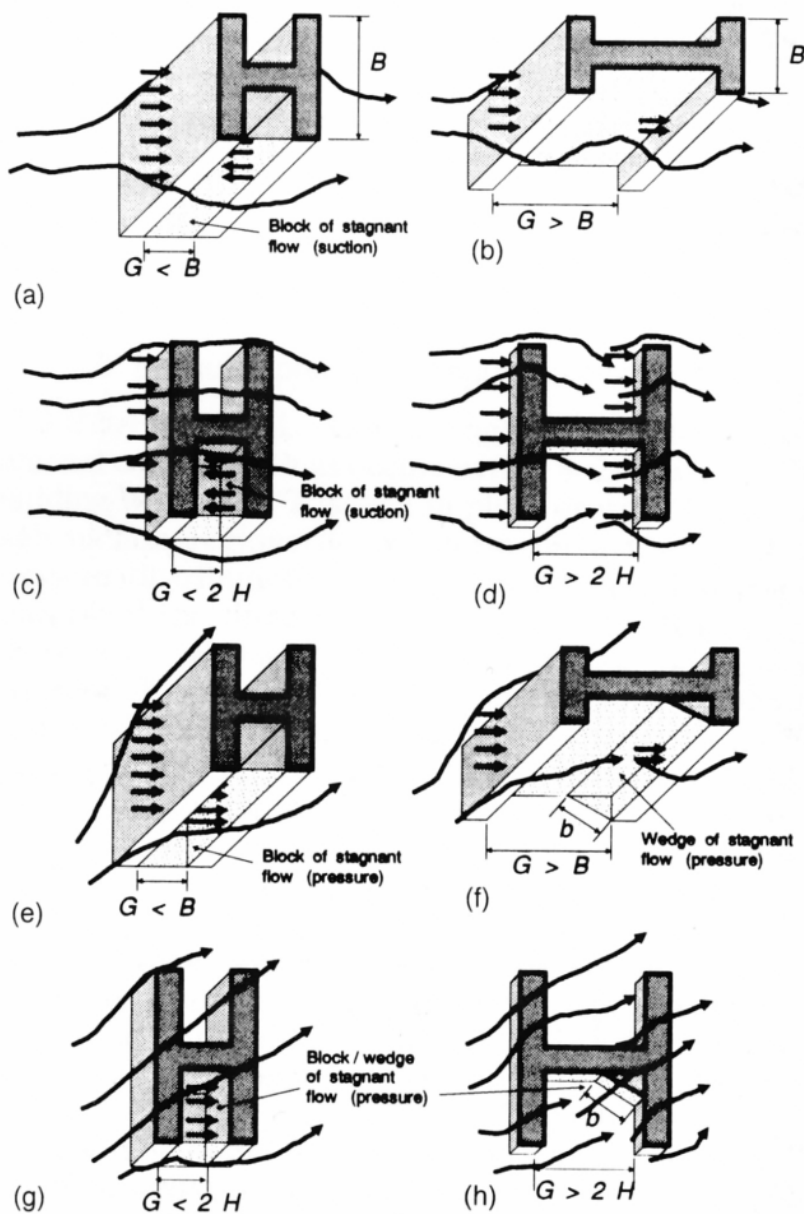 B
Block of stagnant
flow (suction)
G < B
(a)
B
G > B
(b)
Block of stagnant
flow (suction)
G < 2 H
(c)
G > 2 H
(d)
Block of stagnant
flow (pressure)
G < B
(e)
b
Wedge of stagnant
flow (pressure)
G > B
(f)
Block / wedge
of stagnant
flow (pressure)
G < 2 H
(g)
b
G > 2 H
(h)